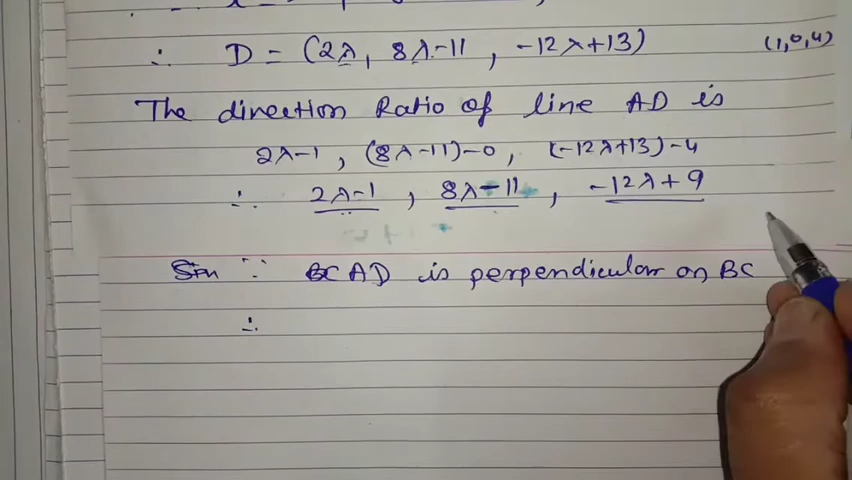 ∴ D = (2λ, 8λ-11, -12λ+13) (1,0,4)
The direction Ratio of line AD is
2λ-1, (8λ-11)-0, (-12λ+13)-4
∴ 2λ-1, 8λ-11, -12λ+9
∵ AD is perpendicular on BC
∴